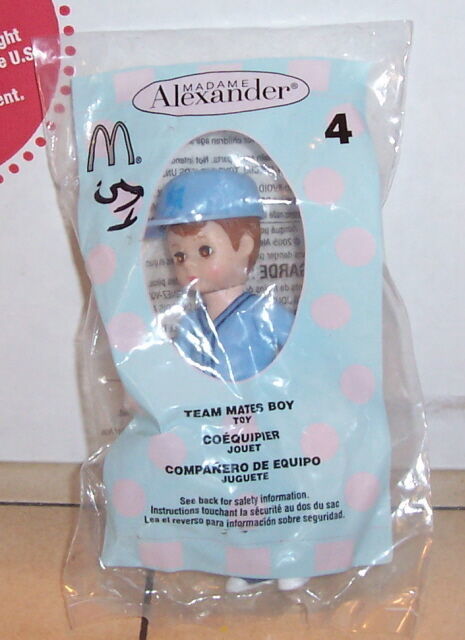 ght
e U.S
ent.
MADAME
Alexander®
4
M®
TEAM MATES BOY
TOY
COÉQUIPIER
JOUET
COMPAÑERO DE EQUIPO
JUGUETE
See back for safety information.
Instructions touchant la sécurité au dos du sac
Lea el reverso para información sobre seguridad.